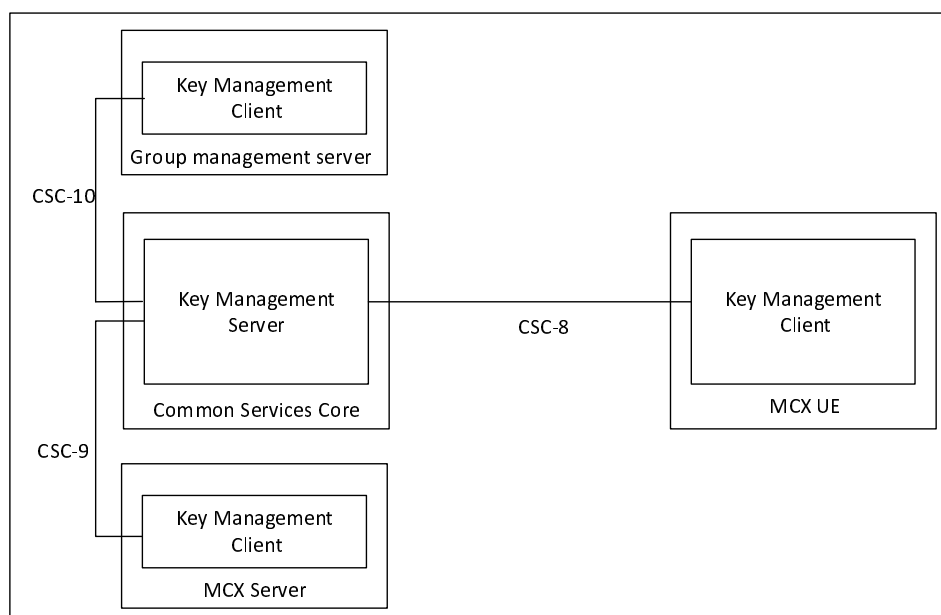 Key Management
Client
Group management server
CSC-10
Key Management
Server
Common Services Core
CSC-8
Key Management
Client
MCX UE
CSC-9
Key Management
Client
MCX Server